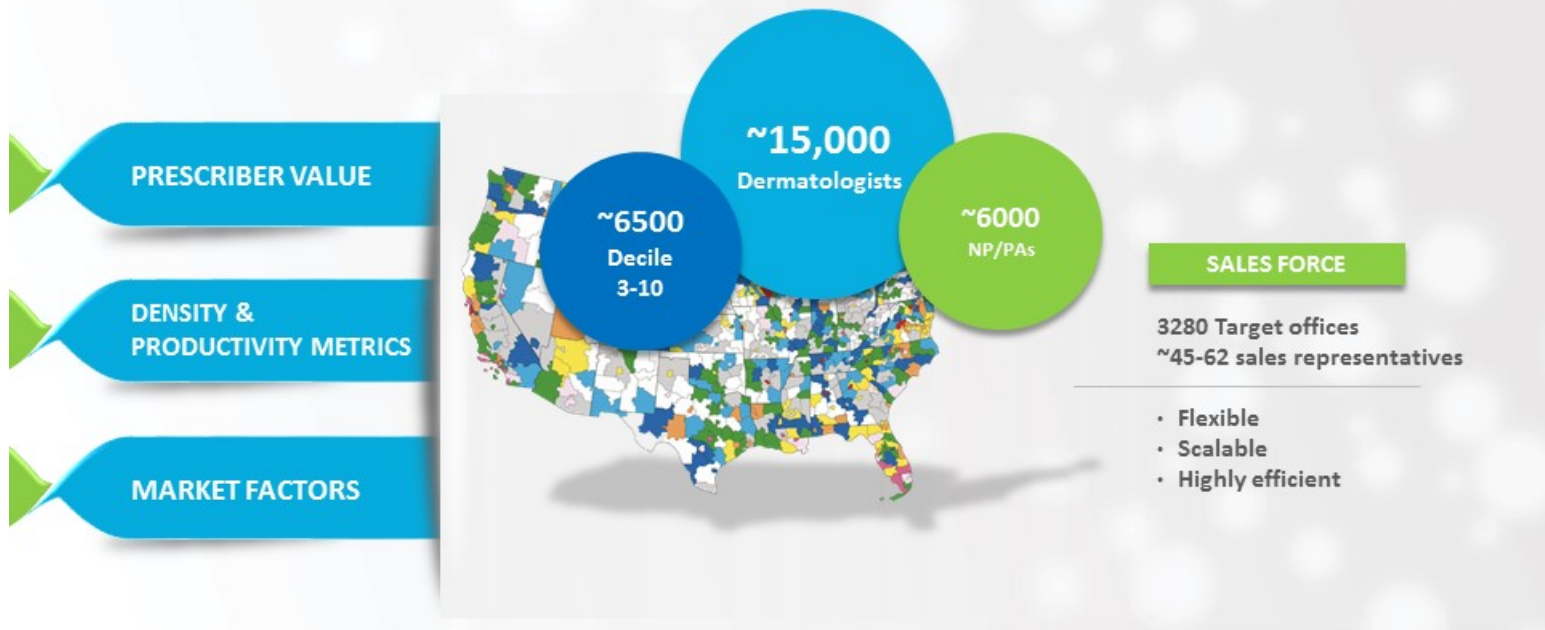 PRESCRIBER VALUE
DENSITY &
PRODUCTIVITY METRICS
MARKET FACTORS
~15,000
Dermatologists
~6500
Decile
3-10
~6000
NP/PAs
SALES FORCE
3280 Target offices
~45-62 sales representatives
· Flexible
· Scalable
· Highly efficient